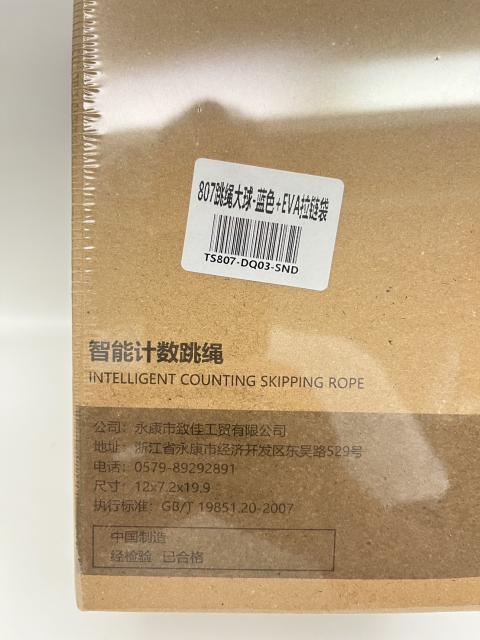 807跳绳大球-蓝色+EVA拉链袋
TS807-DQ03-SND
智能计数跳绳
INTELLIGENT COUNTING SKIPPING ROPE
公司：永康市致佳工贸有限公司
地址：浙江省永康市经济开发区东吴路529号
电话：0579-89292891
尺寸：12x7.2x19.9
执行标准：GB/T 19851.20-2007
中国制造
经检验 已合格